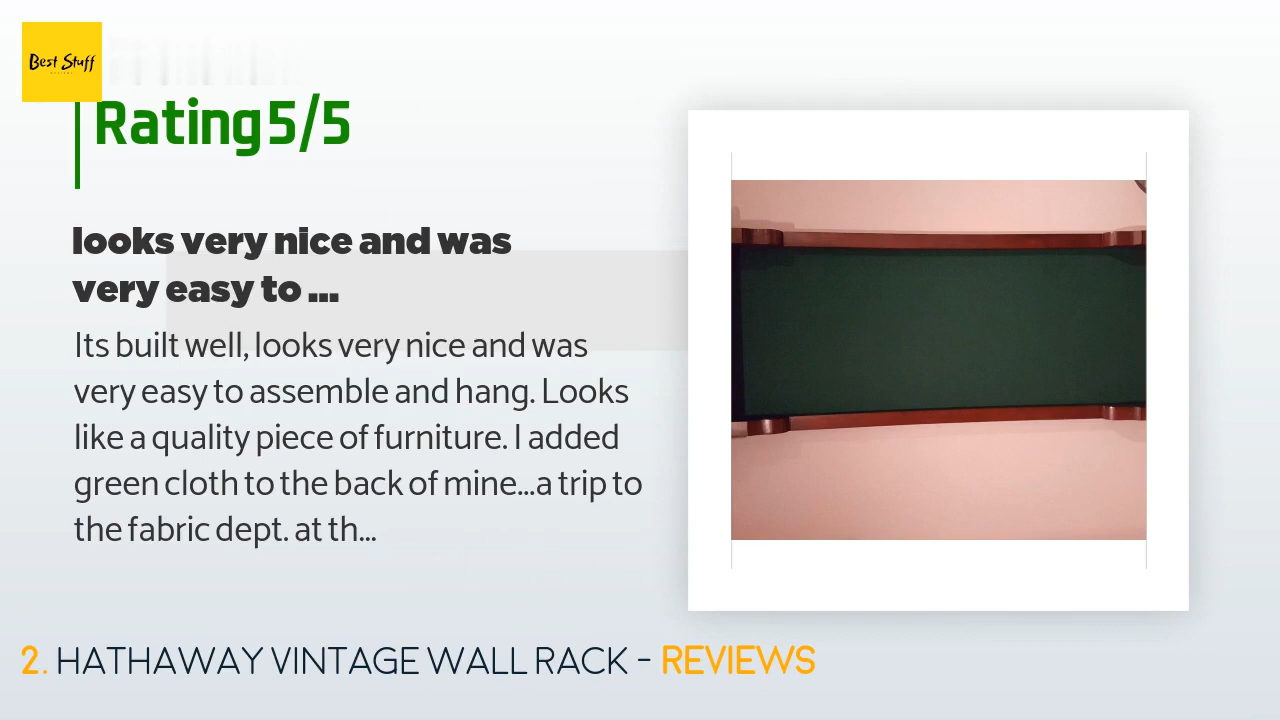 Best Stuff
Rating 5/5
looks very nice and was
very easy to ...
Its built well, looks very nice and was
very easy to assemble and hang. Looks
like a quality piece of furniture. I added
green cloth to the back of mine...a trip to
the fabric dept. at th...
2. HATHAWAY VINTAGE WALL RACK - REVIEWS